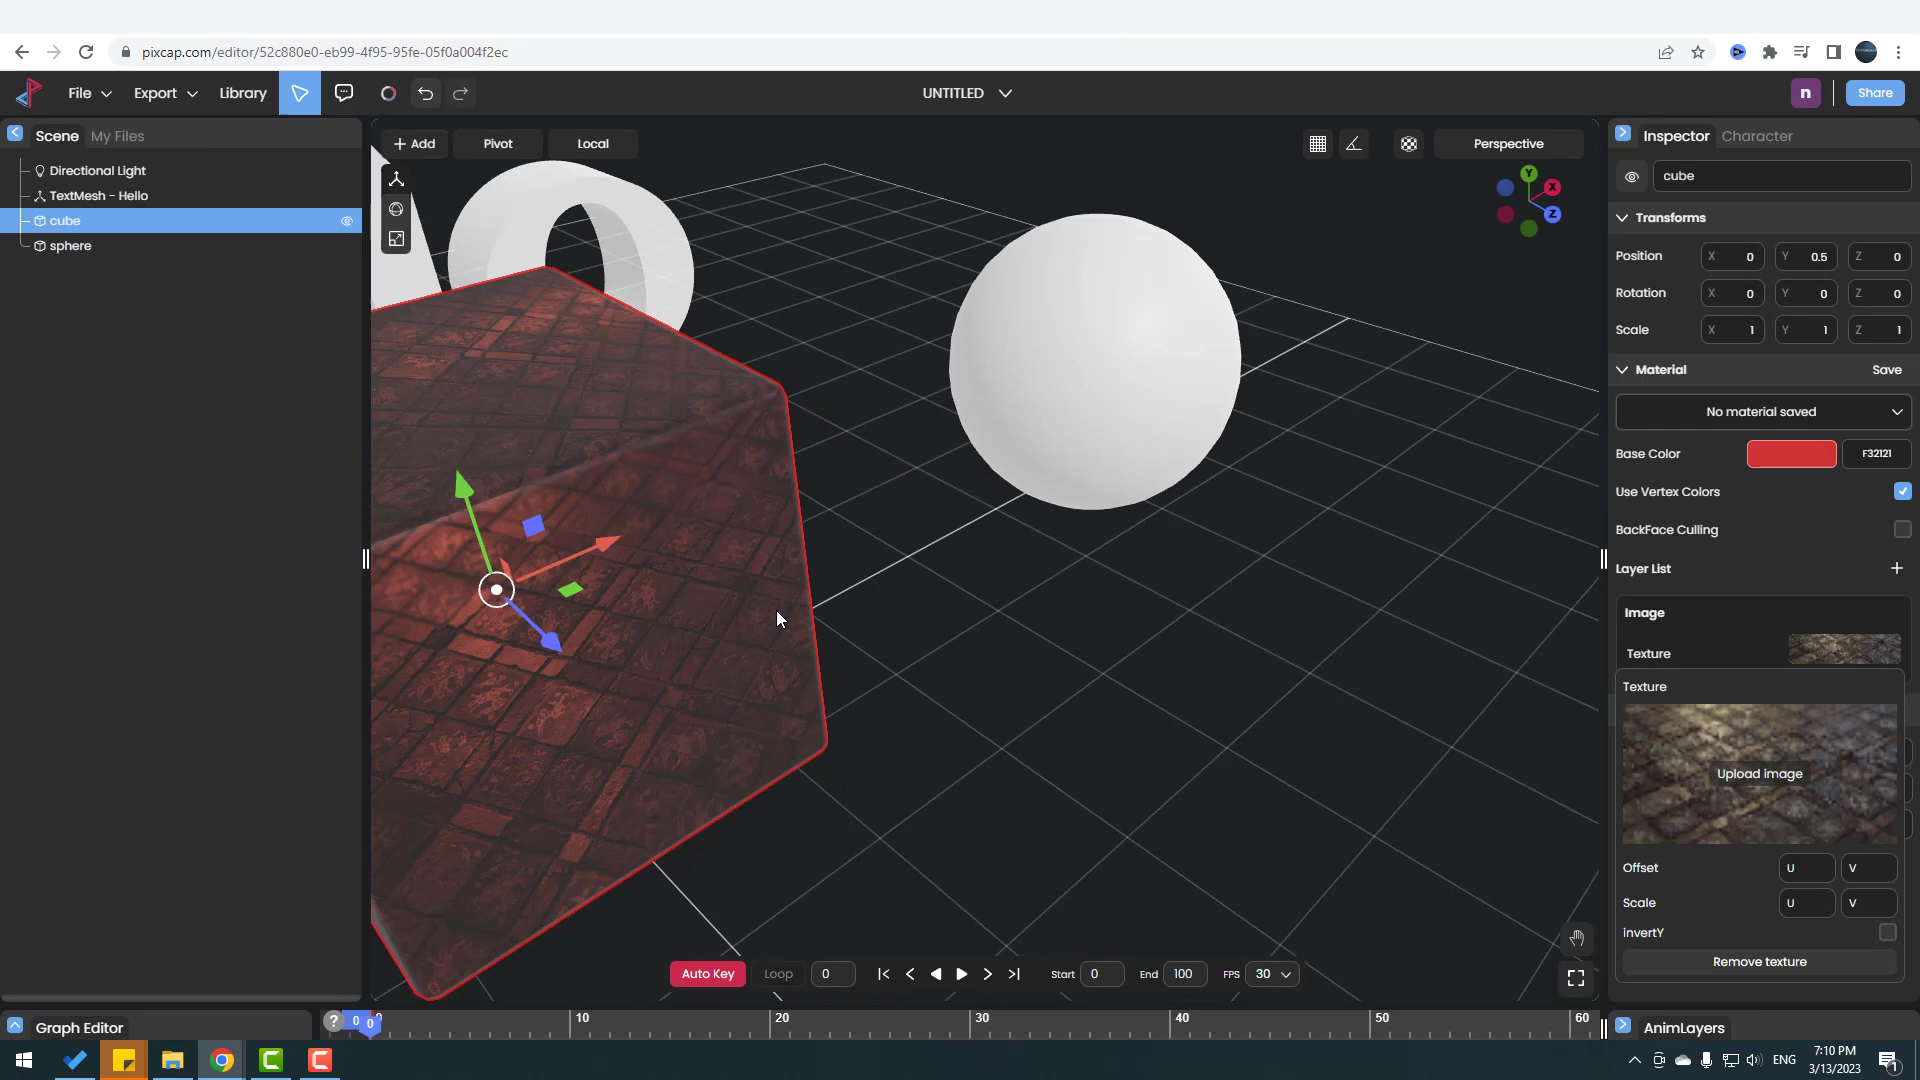 pixcap.com/editor/52c880e0-eb99-4f95-95fe-05f0a004f2ec
File Export Library UNTITLED n Share
Scene My Files
Directional Light
TextMesh - Hello
cube
sphere
+ Add Pivot Local Perspective
Y
X
Z
Inspector Character
cube
Transforms
Position X 0 Y 0.5 Z 0
Rotation X 0 Y 0 Z 0
Scale X 1 Y 1 Z 1
Material Save
No material saved
Base Color F32121
Use Vertex Colors
BackFace Culling
Layer List +
Image
Texture
Texture
Upload image
Offset U V
Scale U V
invertY
Remove texture
Auto Key Loop 0 Start 0 End 100 FPS 30
Graph Editor ? 0 0 10 20 30 40 50 60 AnimLayers
ENG 7:10 PM
3/13/2023
1